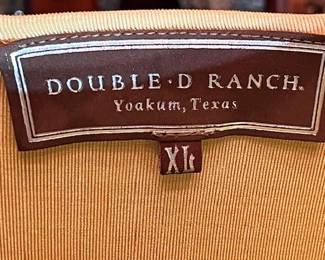 DOUBLE·D RANCH.
Yoakum, Texas
XL